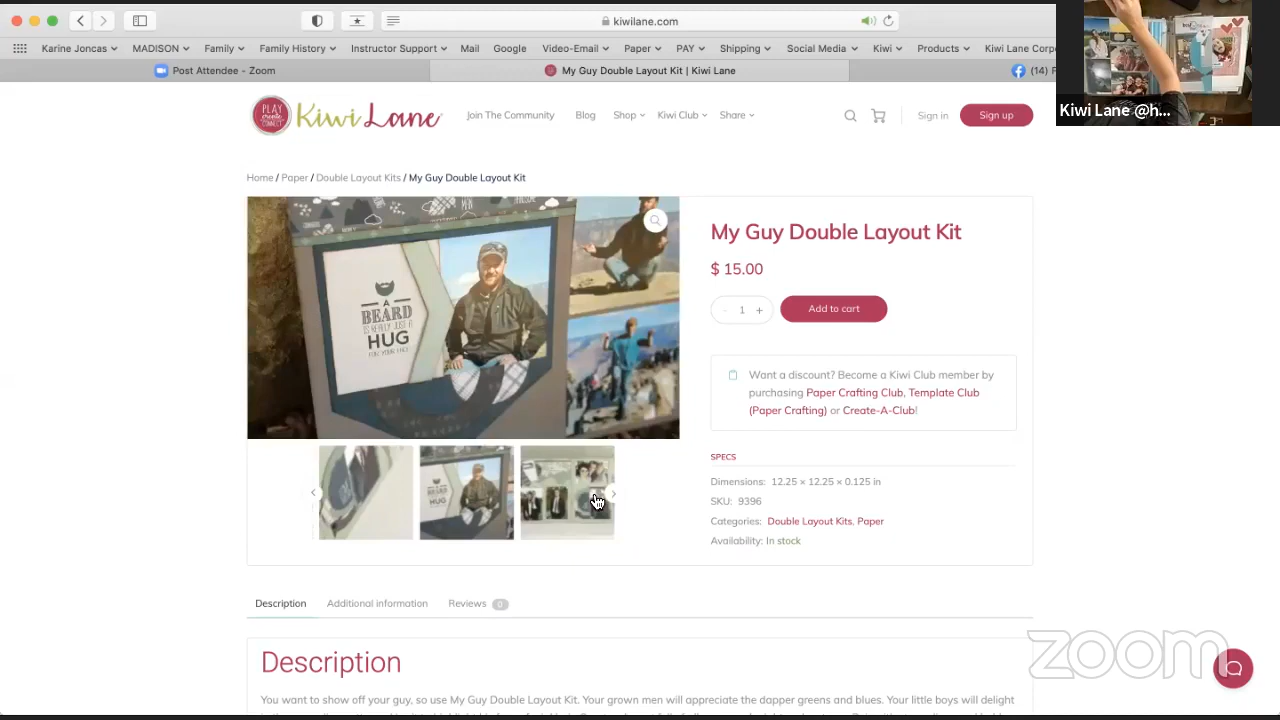 kiwilane.com
Karine Joncas
MADISON
Family
Family History
Instructor Support
Mail
Google
Video-Email
Paper
PAY
Shipping
Social Media
Kiwi
Products
Kiwi Lane Corp
Post Attendee - Zoom
My Guy Double Layout Kit | Kiwi Lane
(14) F
Kiwi Lane @h...
PLAY
create
CONNECT
Kiwi Lane
Join The Community
Blog
Shop
Kiwi Club
Share
Sign in
Sign up
Home / Paper / Double Layout Kits / My Guy Double Layout Kit
A
BEARD
IS REALLY JUST A
HUG
FOR YOUR FACE
My Guy Double Layout Kit
$ 15.00
- 1 +
Add to cart
Want a discount? Become a Kiwi Club member by
purchasing Paper Crafting Club, Template Club
(Paper Crafting) or Create-A-Club!
SPECS
Dimensions: 12.25 × 12.25 × 0.125 in
SKU: 9396
Categories: Double Layout Kits, Paper
Availability: In stock
Description
Additional information
Reviews 0
Description
You want to show off your guy, so use My Guy Double Layout Kit. Your grown men will appreciate the dapper greens and blues. Your little boys will delight
zoom